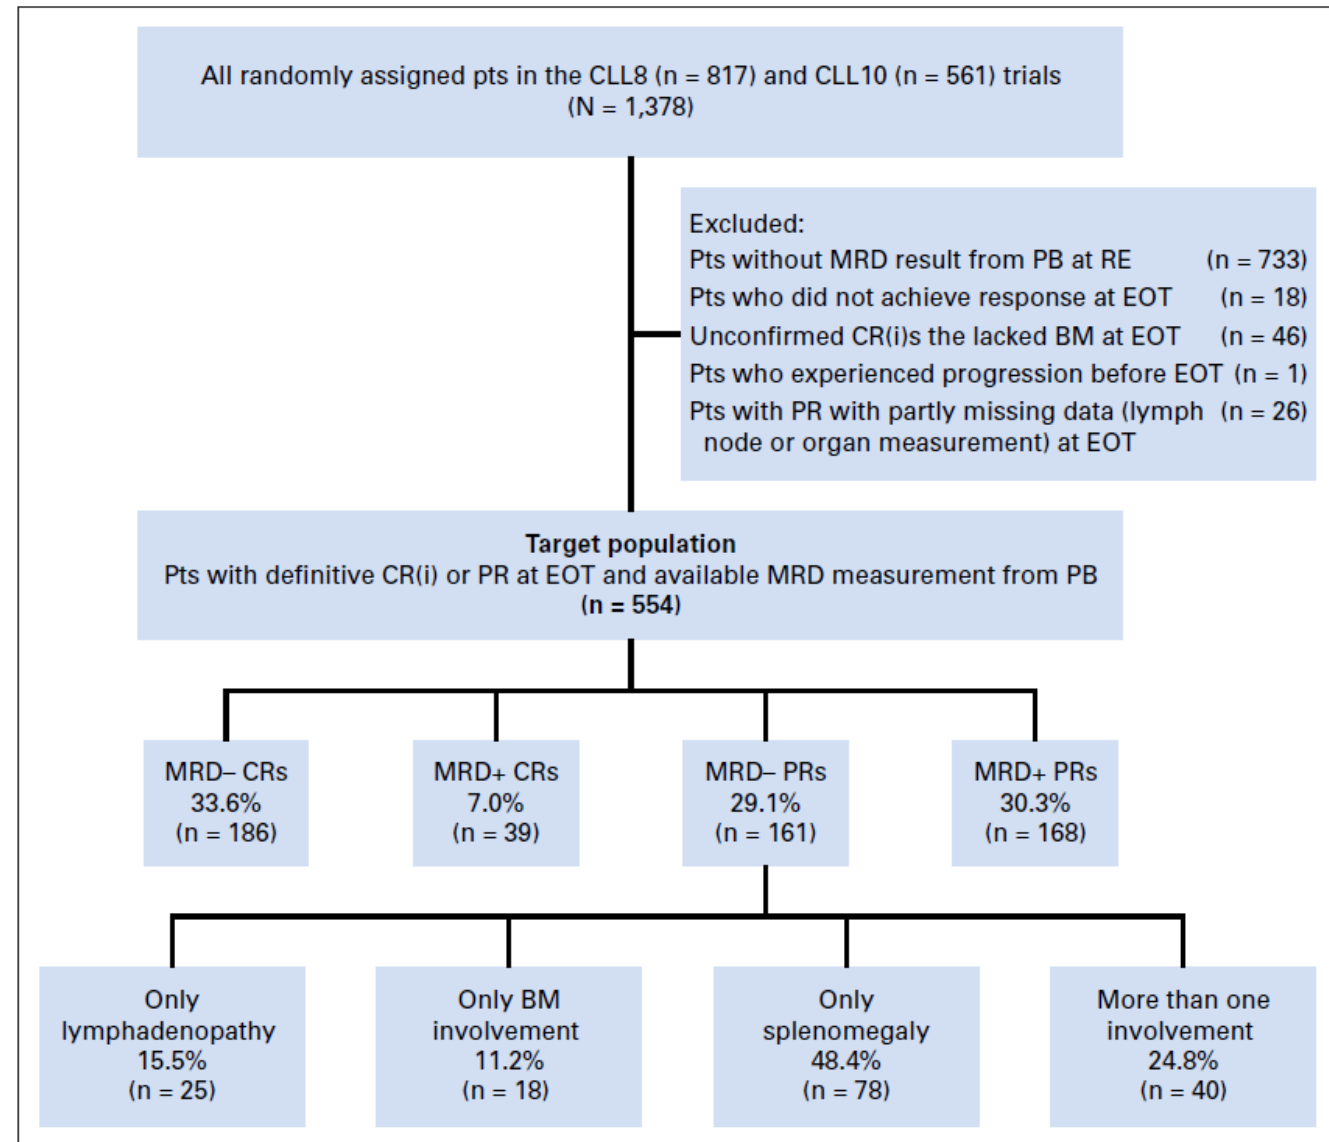 All randomly assigned pts in the CLL8 (n = 817) and CLL10 (n = 561) trials
(N = 1,378)
Excluded:
Pts without MRD result from PB at RE (n = 733)
Pts who did not achieve response at EOT (n = 18)
Unconfirmed CR(i)s the lacked BM at EOT (n = 46)
Pts who experienced progression before EOT (n = 1)
Pts with PR with partly missing data (lymph (n = 26)
node or organ measurement) at EOT
Target population
Pts with definitive CR(i) or PR at EOT and available MRD measurement from PB
(n = 554)
MRD– CRs
33.6%
(n = 186)
MRD+ CRs
7.0%
(n = 39)
MRD– PRs
29.1%
(n = 161)
MRD+ PRs
30.3%
(n = 168)
Only
lymphadenopathy
15.5%
(n = 25)
Only BM
involvement
11.2%
(n = 18)
Only
splenomegaly
48.4%
(n = 78)
More than one
involvement
24.8%
(n = 40)